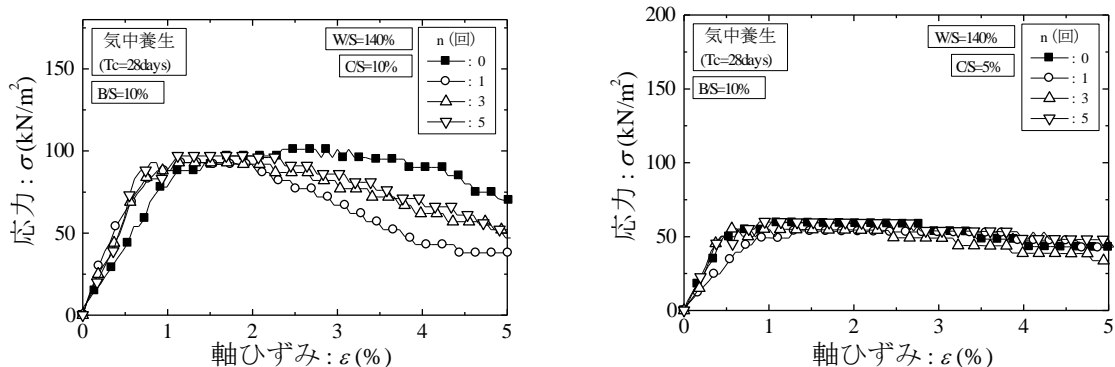 気中養生
(Tc=28days)
B/S=10%
W/S=140%
C/S=10%
n (回)
: 0
: 1
: 3
: 5
150
100
50
0
応力 : σ (kN/m²)
0 1 2 3 4 5
軸ひずみ : ε (%)
200
150
100
50
0
応力 : σ (kN/m²)
気中養生
(Tc=28days)
B/S=10%
W/S=140%
C/S=5%
n (回)
: 0
: 1
: 3
: 5
0 1 2 3 4 5
軸ひずみ : ε (%)